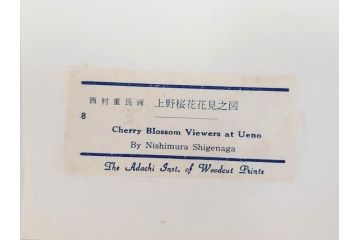 西村重長画 上野桜花花見之図
8
Cherry Blossom Viewers at Ueno
By Nishimura Shigenaga
The Adachi Inst. of Woodcut Prints